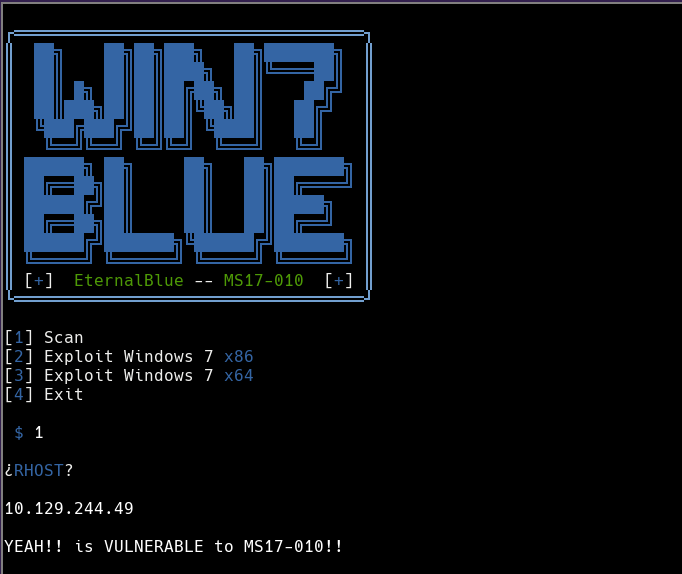 WIN7
BLUE
[+] EternalBlue -- MS17-010 [+]
[1] Scan
[2] Exploit Windows 7 x86
[3] Exploit Windows 7 x64
[4] Exit
$ 1
¿RHOST?
10.129.244.49
YEAH!! is VULNERABLE to MS17-010!!